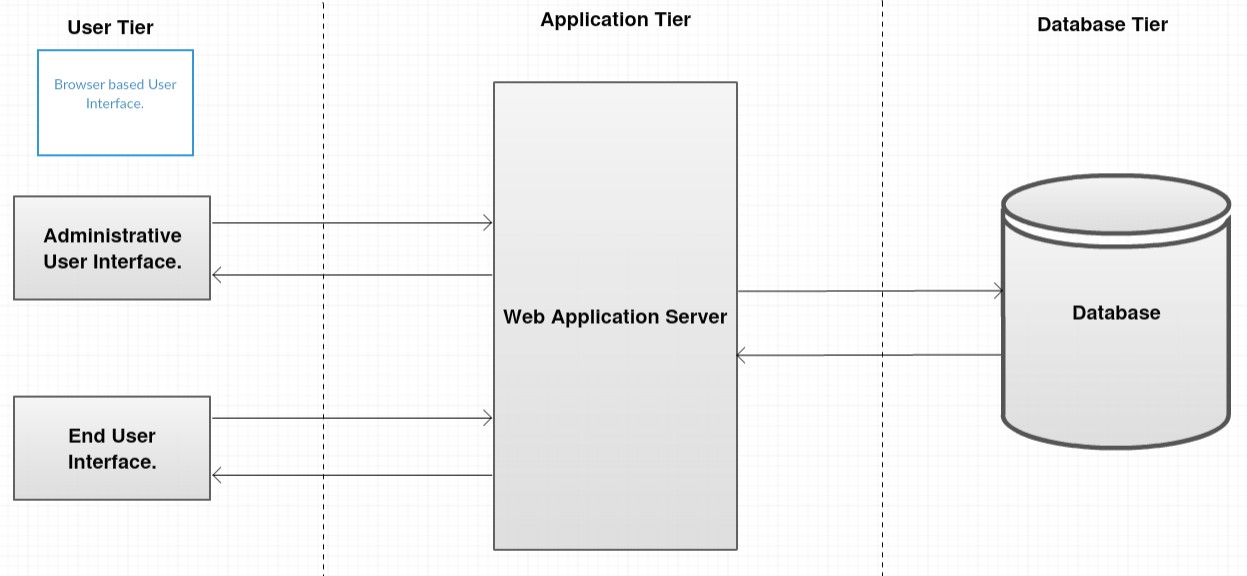 User Tier
Application Tier
Database Tier
Browser based User
Interface.
Administrative
User Interface.
Web Application Server
Database
End User
Interface.